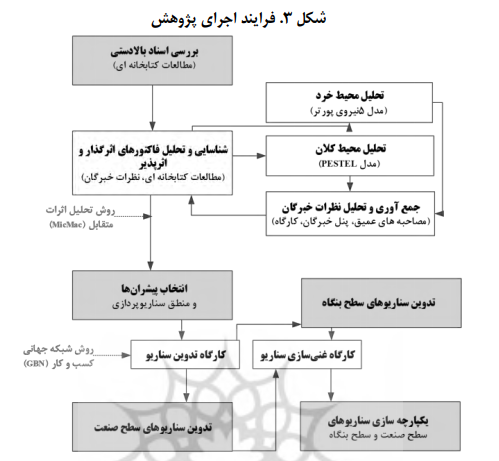 شکل ۳. فرایند اجرای پژوهش
بررسی اسناد بالادستی
(مطالعات کتابخانه ای)
تحلیل محیط خرد
(مدل ۵نیروی پورتر)
شناسایی و تحلیل فاکتورهای اثرگذار و
اثرپذیر
(مطالعات کتابخانه ای، نظرات خبرگان)
تحلیل محیط کلان
(مدل PESTEL)
جمع آوری و تحلیل نظرات خبرگان
(مصاحبه های عمیق، پنل خبرگان، کارگاه)
روش تحلیل اثرات
متقابل (MicMac)
انتخاب پیشران‌ها
و منطق سناریوپردازی
تدوین سناریوهای سطح بنگاه
روش شبکه جهانی
کسب و کار (GBN)
کارگاه تدوین سناریو
کارگاه غنی‌سازی سناریو
تدوین سناریوهای سطح صنعت
یکپارچه سازی سناریوهای
سطح صنعت و سطح بنگاه